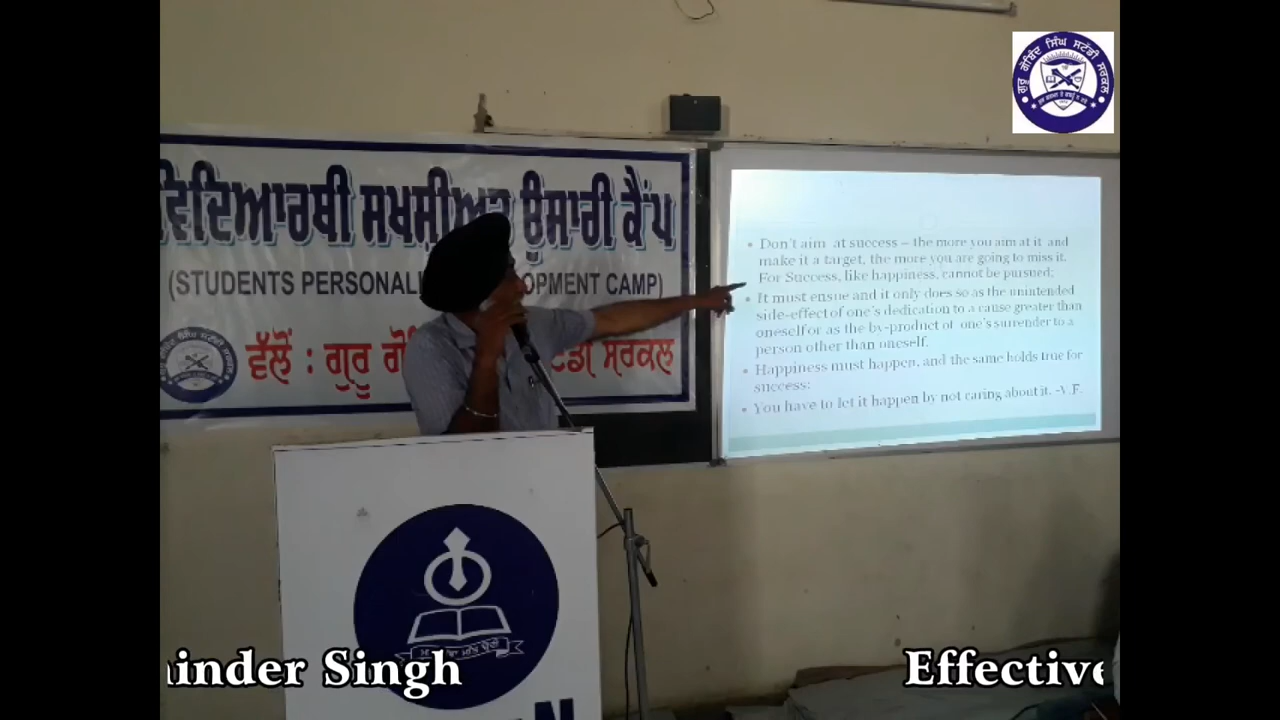 ਗੁਰੂ ਗੋਬਿੰਦ ਸਿੰਘ ਸਟੱਡੀ ਸਰਕਲ
ਵਿਦਿਆਰਥੀ ਸਖਸ਼ੀਅਤ ਉਸਾਰੀ ਕੈਂਪ
(STUDENTS PERSONALI OPMENT CAMP)
ਵੱਲੋਂ : ਗੁਰੂ ਗੋ ਸਟੱਡੀ ਸਰਕਲ
• Don't aim at success – the more you aim at it and
make it a target, the more you are going to miss it.
For Success, like happiness, cannot be pursued;
• It must ensue and it only does so as the unintended
side-effect of one's dedication to a cause greater than
oneself or as the by-product of one's surrender to a
person other than oneself.
• Happiness must happen, and the same holds true for
success:
• You have to let it happen by not caring about it. -V.F.
inder Singh
Effective